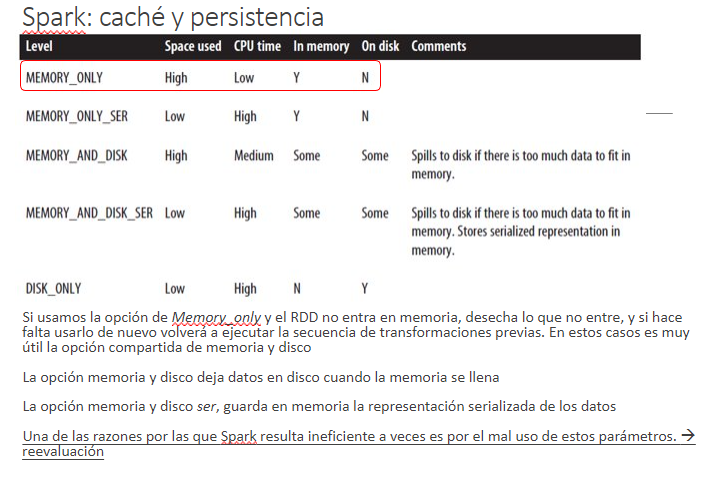 Spark: caché y persistencia
Level Space used CPU time In memory On disk Comments
MEMORY_ONLY High Low Y N
MEMORY_ONLY_SER Low High Y N
MEMORY_AND_DISK High Medium Some Some Spills to disk if there is too much data to fit in
memory.
MEMORY_AND_DISK_SER Low High Some Some Spills to disk if there is too much data to fit in
memory. Stores serialized representation in
memory.
DISK_ONLY Low High N Y
Si usamos la opción de Memory_only y el RDD no entra en memoria, desecha lo que no entre, y si hace
falta usarlo de nuevo volverá a ejecutar la secuencia de transformaciones previas. En estos casos es muy
útil la opción compartida de memoria y disco
La opción memoria y disco deja datos en disco cuando la memoria se llena
La opción memoria y disco ser, guarda en memoria la representación serializada de los datos
Una de las razones por las que Spark resulta ineficiente a veces es por el mal uso de estos parámetros. →
reevaluación